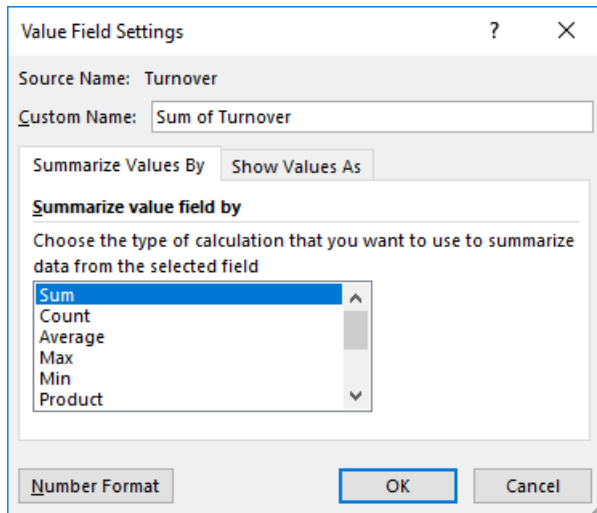 Value Field Settings ?
Source Name: Turnover
Custom Name: Sum of Turnover
Summarize Values By Show Values As
Summarize value field by
Choose the type of calculation that you want to use to summarize
data from the selected field
Sum
Count
Average
Max
Min
Product
Number Format OK Cancel